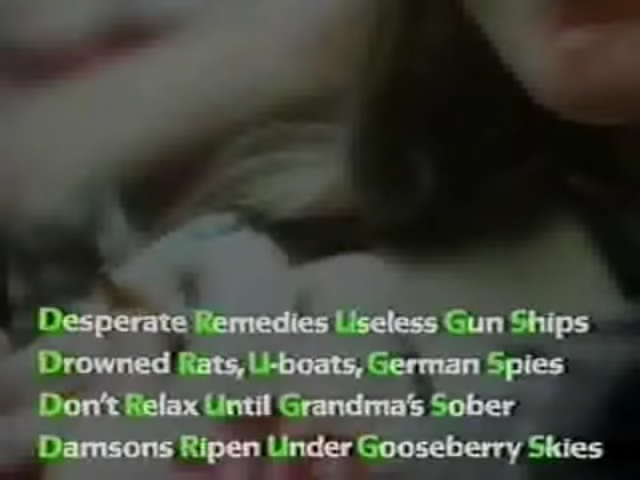 Desperate Remedies Useless Gun Ships
Drowned Rats, U-boats, German Spies
Don't Relax Until Grandma's Sober
Damsons Ripen Under Gooseberry Skies